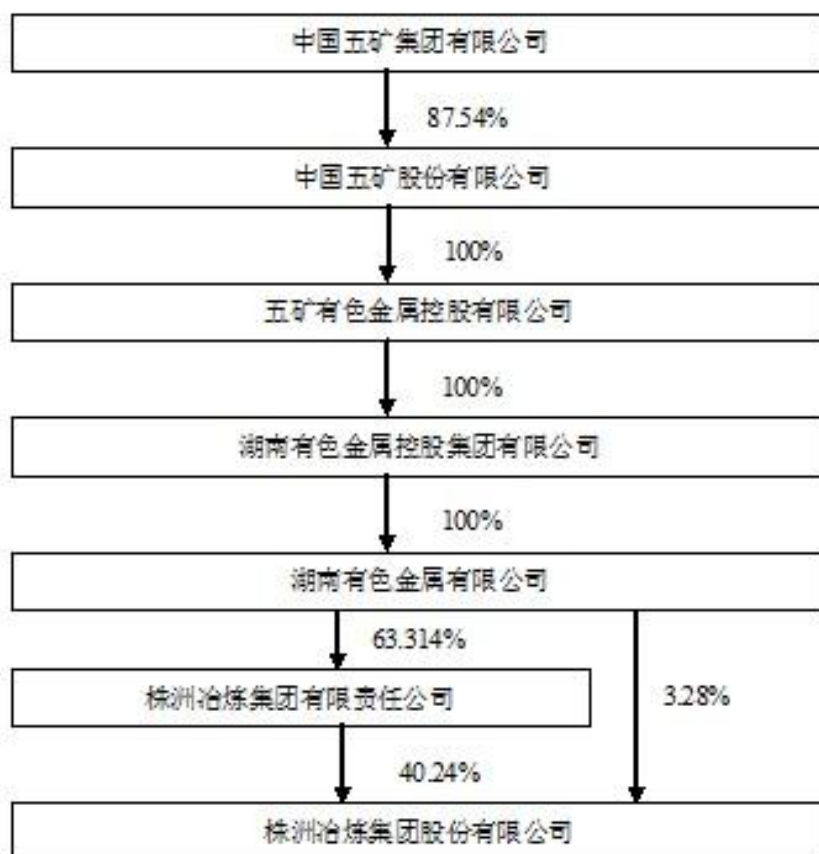 中国五矿集团有限公司
87.54%
中国五矿股份有限公司
100%
五矿有色金属控股有限公司
100%
湖南有色金属控股集团有限公司
100%
湖南有色金属有限公司
63.314%
株洲冶炼集团有限责任公司
3.28%
40.24%
株洲冶炼集团股份有限公司